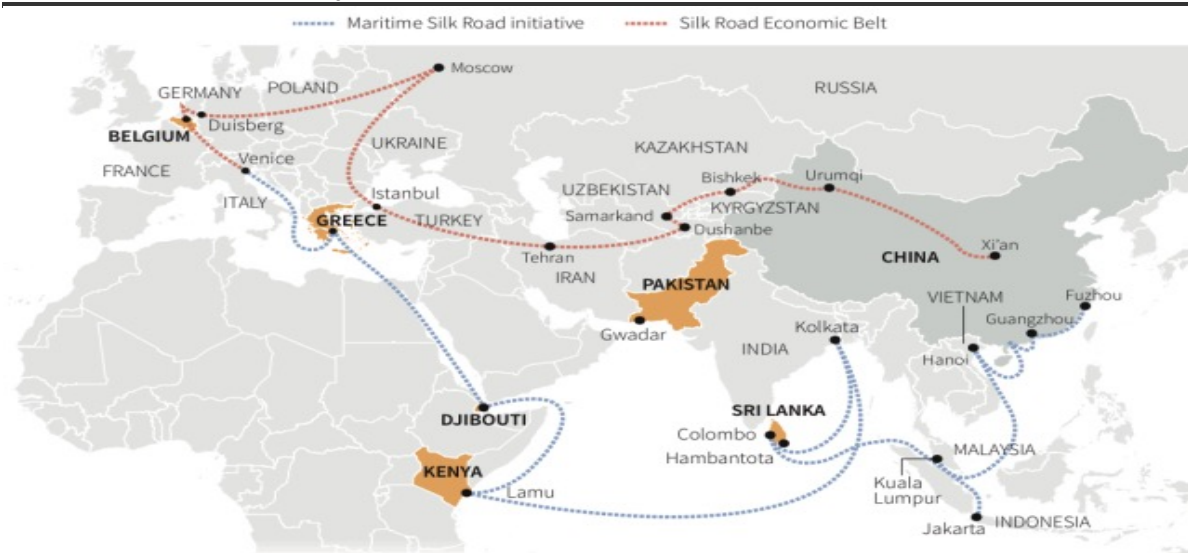 Maritime Silk Road initiative
Silk Road Economic Belt
Moscow
RUSSIA
GERMANY
POLAND
Duisberg
BELGIUM
UKRAINE
KAZAKHSTAN
FRANCE
Venice
Bishkek
Urumqi
ITALY
Istanbul
UZBEKISTAN
KYRGYZSTAN
GREECE
TURKEY
Samarkand
Dushanbe
Tehran
IRAN
Xi'an
CHINA
PAKISTAN
VIETNAM
Fuzhou
Gwadar
Kolkata
Guangzhou
INDIA
Hanoi
SRI LANKA
DJIBOUTI
Colombo
Hambantota
MALAYSIA
KENYA
Lamu
Kuala
Lumpur
Jakarta
INDONESIA